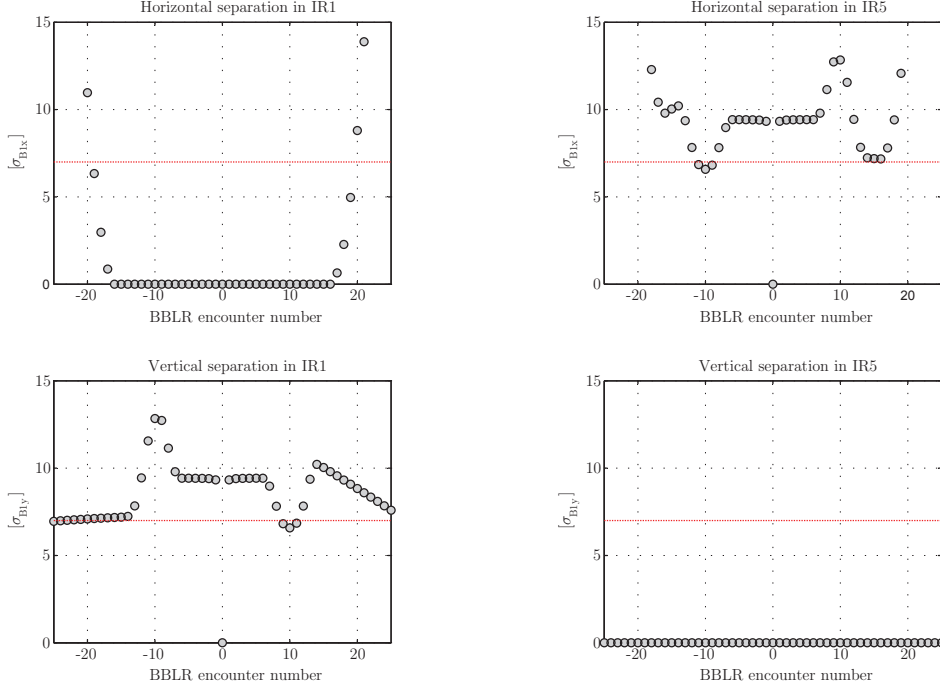 Horizontal separation in IR1
15
10
5
0
[σB1x]
-20 -10 0 10 20
BBLR encounter number
Horizontal separation in IR5
15
10
5
0
[σB1x]
-20 -10 0 10 20
BBLR encounter number
Vertical separation in IR1
15
10
5
0
[σB1y]
-20 -10 0 10 20
BBLR encounter number
Vertical separation in IR5
15
10
5
0
[σB1y]
-20 -10 0 10 20
BBLR encounter number